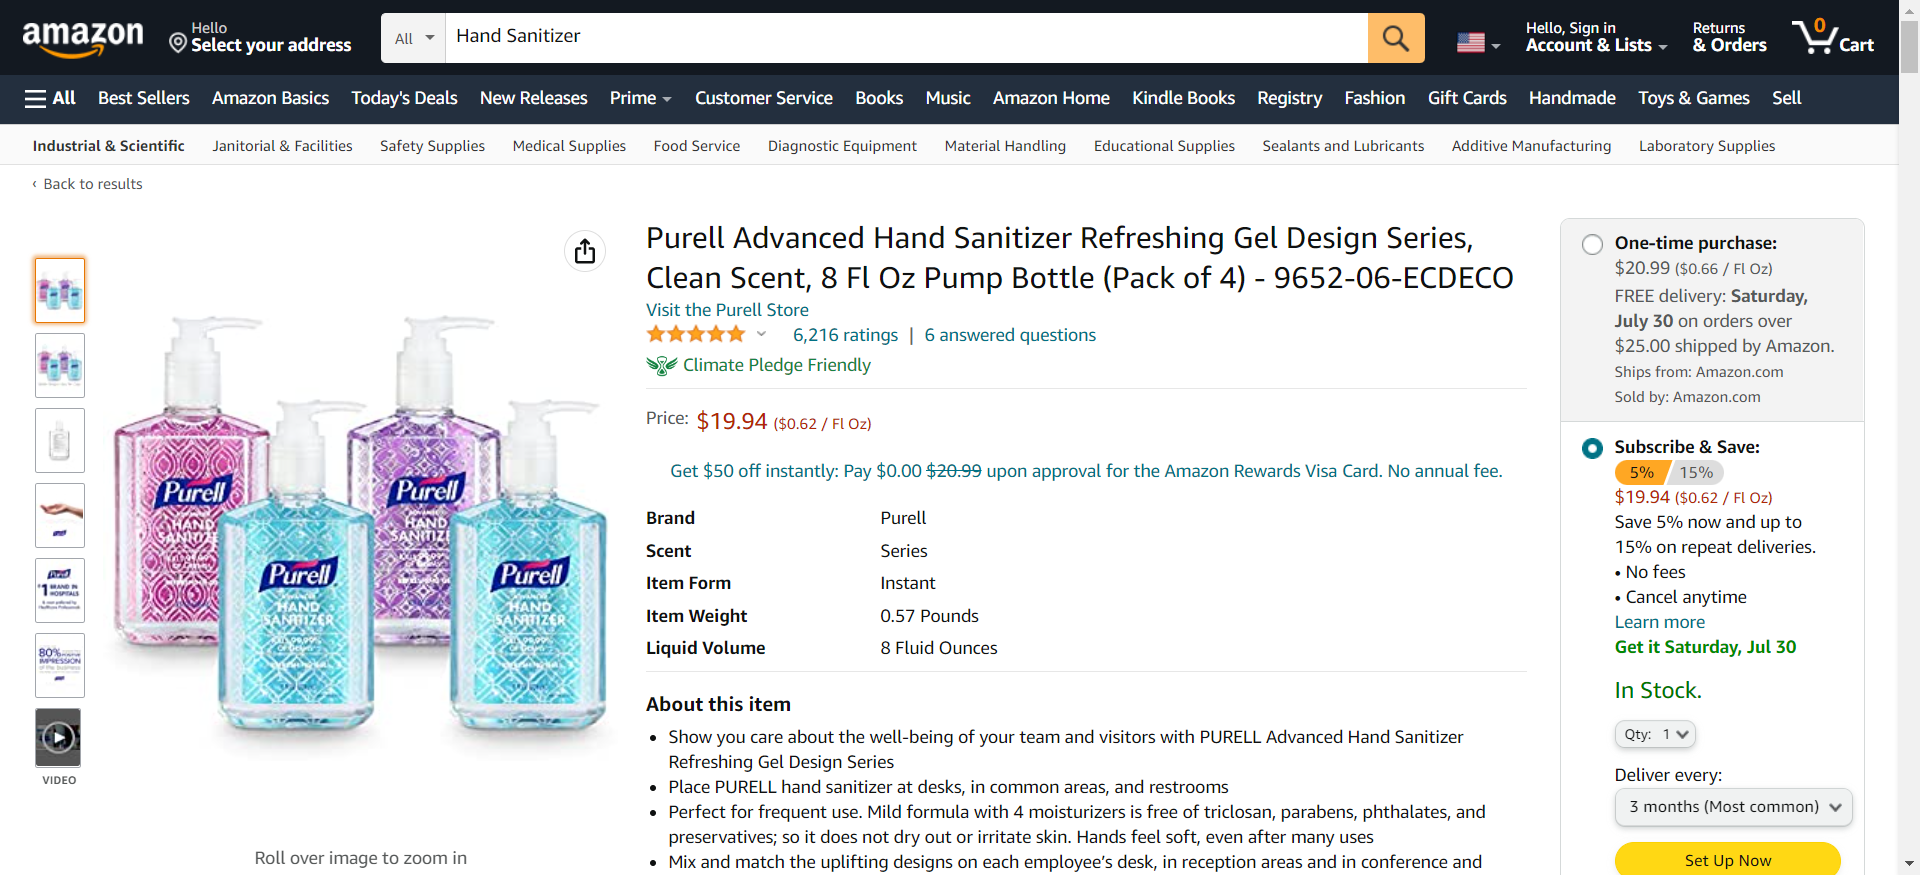 amazon
Hello
Select your address
All
Hand Sanitizer
Hello, Sign in
Account & Lists
Returns
& Orders
0
Cart
All
Best Sellers
Amazon Basics
Today's Deals
New Releases
Prime
Customer Service
Books
Music
Amazon Home
Kindle Books
Registry
Fashion
Gift Cards
Handmade
Toys & Games
Sell
Industrial & Scientific
Janitorial & Facilities
Safety Supplies
Medical Supplies
Food Service
Diagnostic Equipment
Material Handling
Educational Supplies
Sealants and Lubricants
Additive Manufacturing
Laboratory Supplies
‹ Back to results
#1 BRAND IN
HOSPITALS
80%
IMPRESSION
VIDEO
Purell
HAND
Purell
HAND
Purell
HAND
SANITIZER
Purell
HAND
SANITIZER
Roll over image to zoom in
Purell Advanced Hand Sanitizer Refreshing Gel Design Series,
Clean Scent, 8 Fl Oz Pump Bottle (Pack of 4) - 9652-06-ECDECO
Visit the Purell Store
6,216 ratings | 6 answered questions
Climate Pledge Friendly
Price: $19.94 ($0.62 / Fl Oz)
Get $50 off instantly: Pay $0.00 $20.99 upon approval for the Amazon Rewards Visa Card. No annual fee.
Brand Purell
Scent Series
Item Form Instant
Item Weight 0.57 Pounds
Liquid Volume 8 Fluid Ounces
About this item
• Show you care about the well-being of your team and visitors with PURELL Advanced Hand Sanitizer
Refreshing Gel Design Series
• Place PURELL hand sanitizer at desks, in common areas, and restrooms
• Perfect for frequent use. Mild formula with 4 moisturizers is free of triclosan, parabens, phthalates, and
preservatives; so it does not dry out or irritate skin. Hands feel soft, even after many uses
• Mix and match the uplifting designs on each employee's desk, in reception areas and in conference and
One-time purchase:
$20.99 ($0.66 / Fl Oz)
FREE delivery: Saturday,
July 30 on orders over
$25.00 shipped by Amazon.
Ships from: Amazon.com
Sold by: Amazon.com
Subscribe & Save:
5% 15%
$19.94 ($0.62 / Fl Oz)
Save 5% now and up to
15% on repeat deliveries.
• No fees
• Cancel anytime
Learn more
Get it Saturday, Jul 30
In Stock.
Qty: 1
Deliver every:
3 months (Most common)
Set Up Now